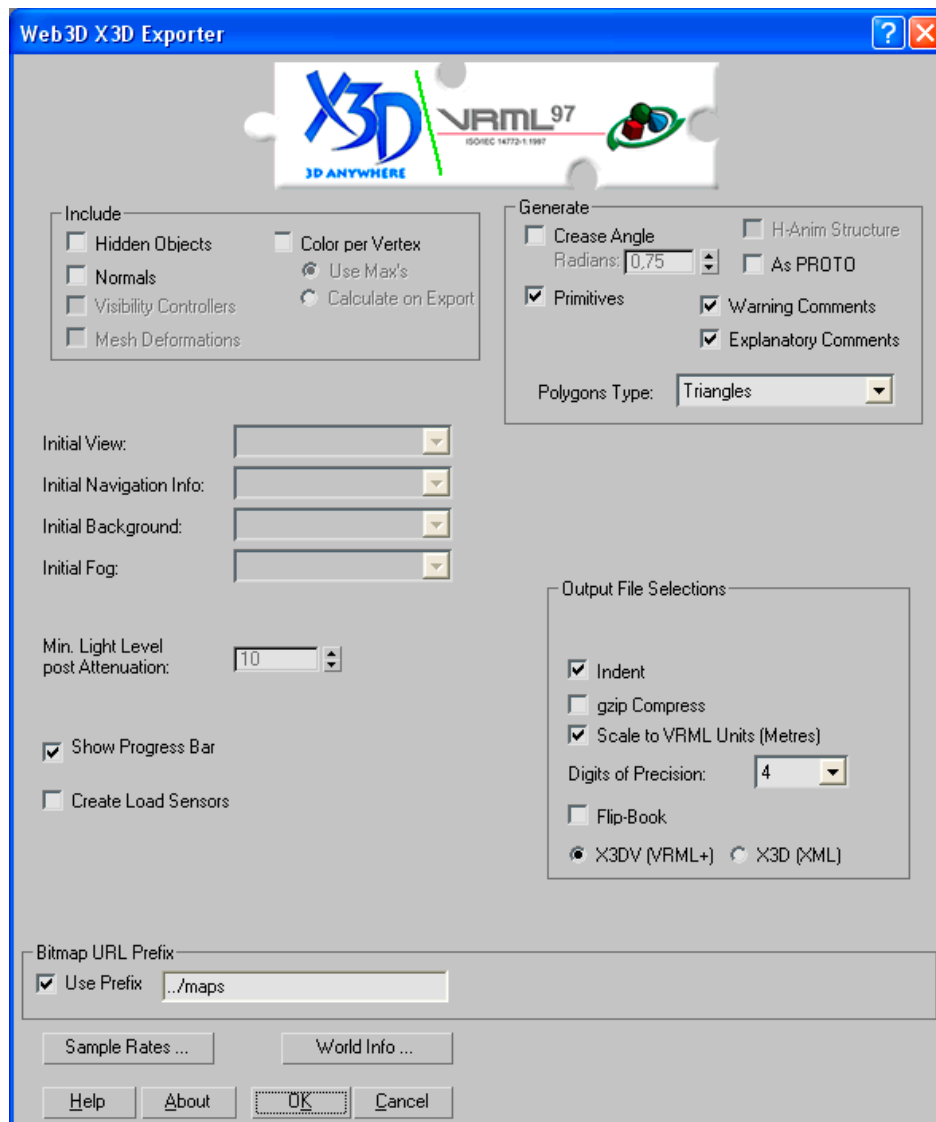 Web3D X3D Exporter
X3D
3D ANYWHERE
VRML 97
ISO/IEC 14772-1:1997
Include
Hidden Objects
Color per Vertex
Normals
Use Max's
Visibility Controllers
Calculate on Export
Mesh Deformations
Generate
Crease Angle
H-Anim Structure
Radians: 0,75
As PROTO
Primitives
Warning Comments
Explanatory Comments
Polygons Type: Triangles
Initial View:
Initial Navigation Info:
Initial Background:
Initial Fog:
Min. Light Level
post Attenuation: 10
Show Progress Bar
Create Load Sensors
Output File Selections
Indent
gzip Compress
Scale to VRML Units (Metres)
Digits of Precision: 4
Flip-Book
X3DV (VRML+) X3D (XML)
Bitmap URL Prefix
Use Prefix ../maps
Sample Rates ... World Info ...
Help About OK Cancel